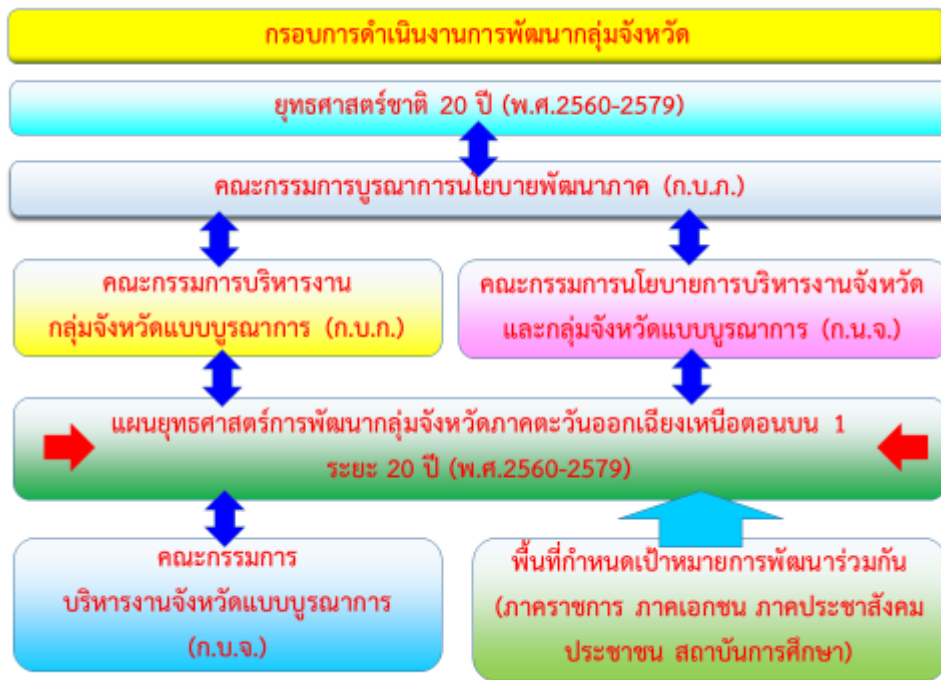 กรอบการดำเนินงานการพัฒนากลุ่มจังหวัด
ยุทธศาสตร์ชาติ 20 ปี (พ.ศ.2560-2579)
คณะกรรมการบูรณาการนโยบายพัฒนาภาค (ก.บ.ภ.)
คณะกรรมการบริหารงาน
กลุ่มจังหวัดแบบบูรณาการ (ก.บ.ก.)
คณะกรรมการนโยบายการบริหารงานจังหวัด
และกลุ่มจังหวัดแบบบูรณาการ (ก.น.จ.)
แผนยุทธศาสตร์การพัฒนากลุ่มจังหวัดภาคตะวันออกเฉียงเหนือตอนบน 1
ระยะ 20 ปี (พ.ศ.2560-2579)
คณะกรรมการ
บริหารงานจังหวัดแบบบูรณาการ
(ก.บ.จ.)
พื้นที่กำหนดเป้าหมายการพัฒนาร่วมกัน
(ภาคราชการ ภาคเอกชน ภาคประชาสังคม
ประชาชน สถาบันการศึกษา)